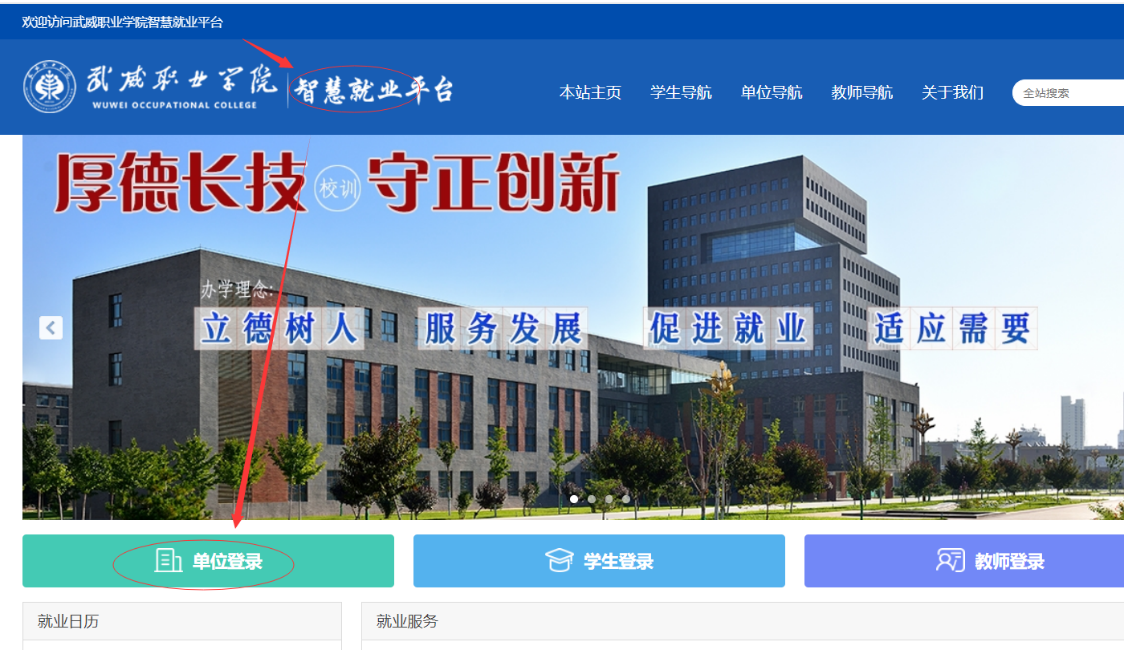 欢迎访问武威职业学院智慧就业平台
武威职业学院 智慧就业平台
WUWEI OCCUPATIONAL COLLEGE
本站主页 学生导航 单位导航 教师导航 关于我们 全站搜索
厚德长技 校训 守正创新
办学理念:
立德树人 服务发展 促进就业 适应需要
单位登录 学生登录 教师登录
就业日历 就业服务